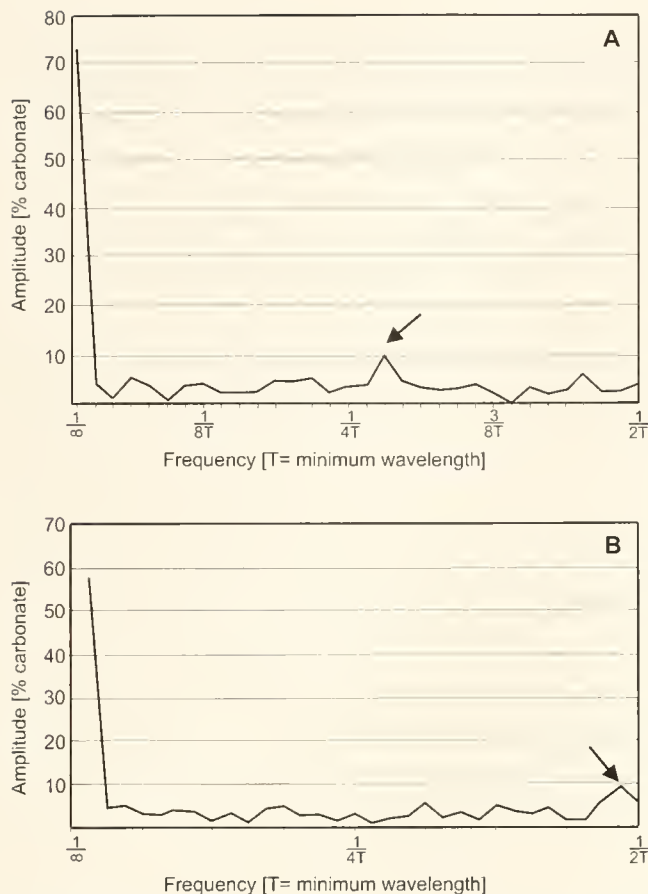 A
Amplitude [% carbonate]
80
70
60
50
40
30
20
10
1/∞ 1/8T 1/4T 3/8T 1/2T
Frequency [T= minimum wavelength]
B
Amplitude [% carbonate]
70
60
50
40
30
20
10
1/∞ 1/4T 1/2T
Frequency [T= minimum wavelength]